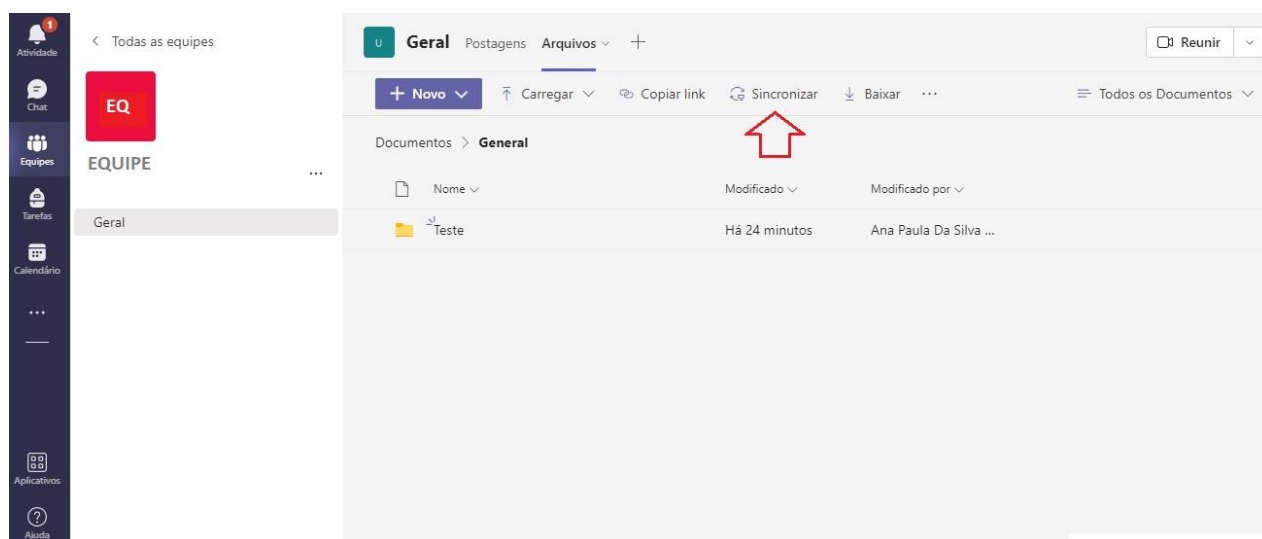 1
Atividade
Chat
Equipes
Tarefas
Calendário
Aplicativos
Ajuda
Todas as equipes
EQ
EQUIPE
...
Geral
U Geral Postagens Arquivos +
Reunir
+ Novo Carregar Copiar link Sincronizar Baixar ... Todos os Documentos
Documentos > General
Nome Modificado Modificado por
Teste Há 24 minutos Ana Paula Da Silva ...